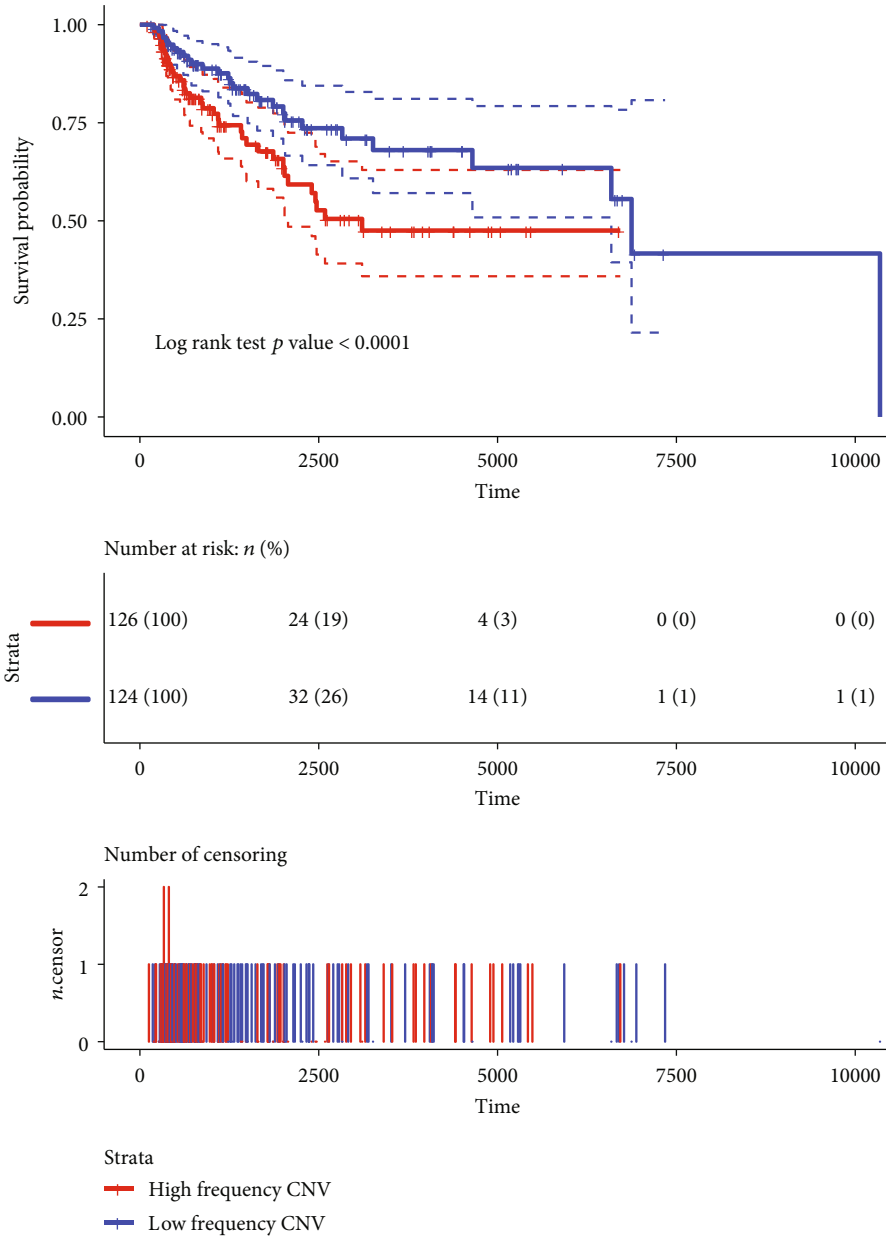 1.00
0.75
0.50
0.25
0.00
Survival probability
Log rank test p value < 0.0001
0 2500 5000 7500 10000
Time
Number at risk: n (%)
Strata
126 (100) 24 (19) 4 (3) 0 (0) 0 (0)
124 (100) 32 (26) 14 (11) 1 (1) 1 (1)
0 2500 5000 7500 10000
Time
Number of censoring
2
1
0
n.censor
0 2500 5000 7500 10000
Time
Strata
High frequency CNV
Low frequency CNV